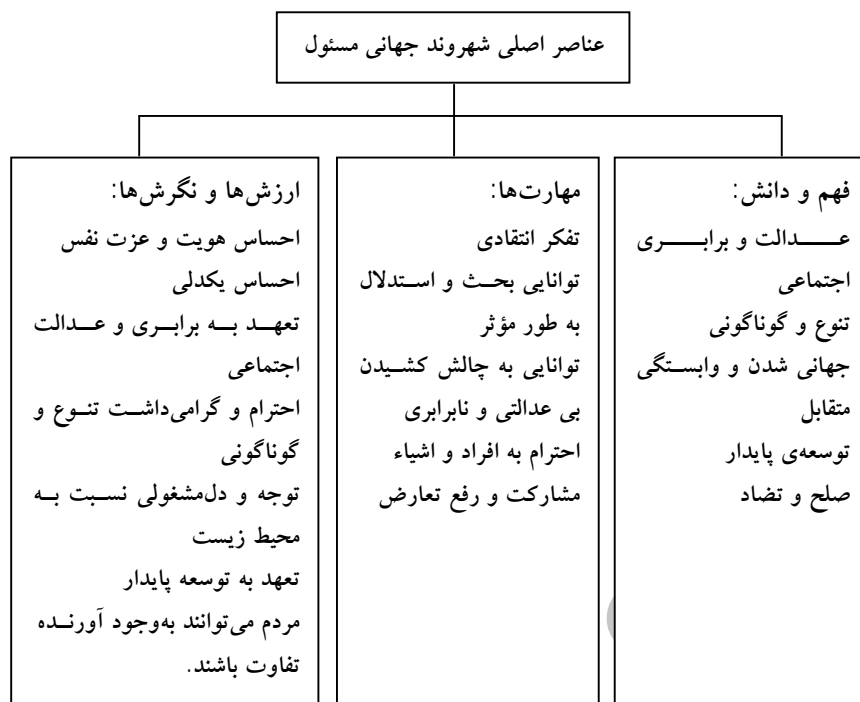 عناصر اصلی شهروند جهانی مسئول
فهم و دانش:
عدالت و برابری
اجتماعی
تنوع و گوناگونی
جهانی شدن و وابستگی
متقابل
توسعه‌ی پایدار
صلح و تضاد
مهارت‌ها:
تفکر انتقادی
توانایی بحث و استدلال
به طور مؤثر
توانایی به چالش کشیدن
بی عدالتی و نابرابری
احترام به افراد و اشیاء
مشارکت و رفع تعارض
ارزش‌ها و نگرش‌ها:
احساس هویت و عزت نفس
احساس یکدلی
تعهد به برابری و عدالت
اجتماعی
احترام و گرامی‌داشت تنوع و
گوناگونی
توجه و دل‌مشغولی نسبت به
محیط زیست
تعهد به توسعه پایدار
مردم می‌توانند به‌وجود آورنده
تفاوت باشند.